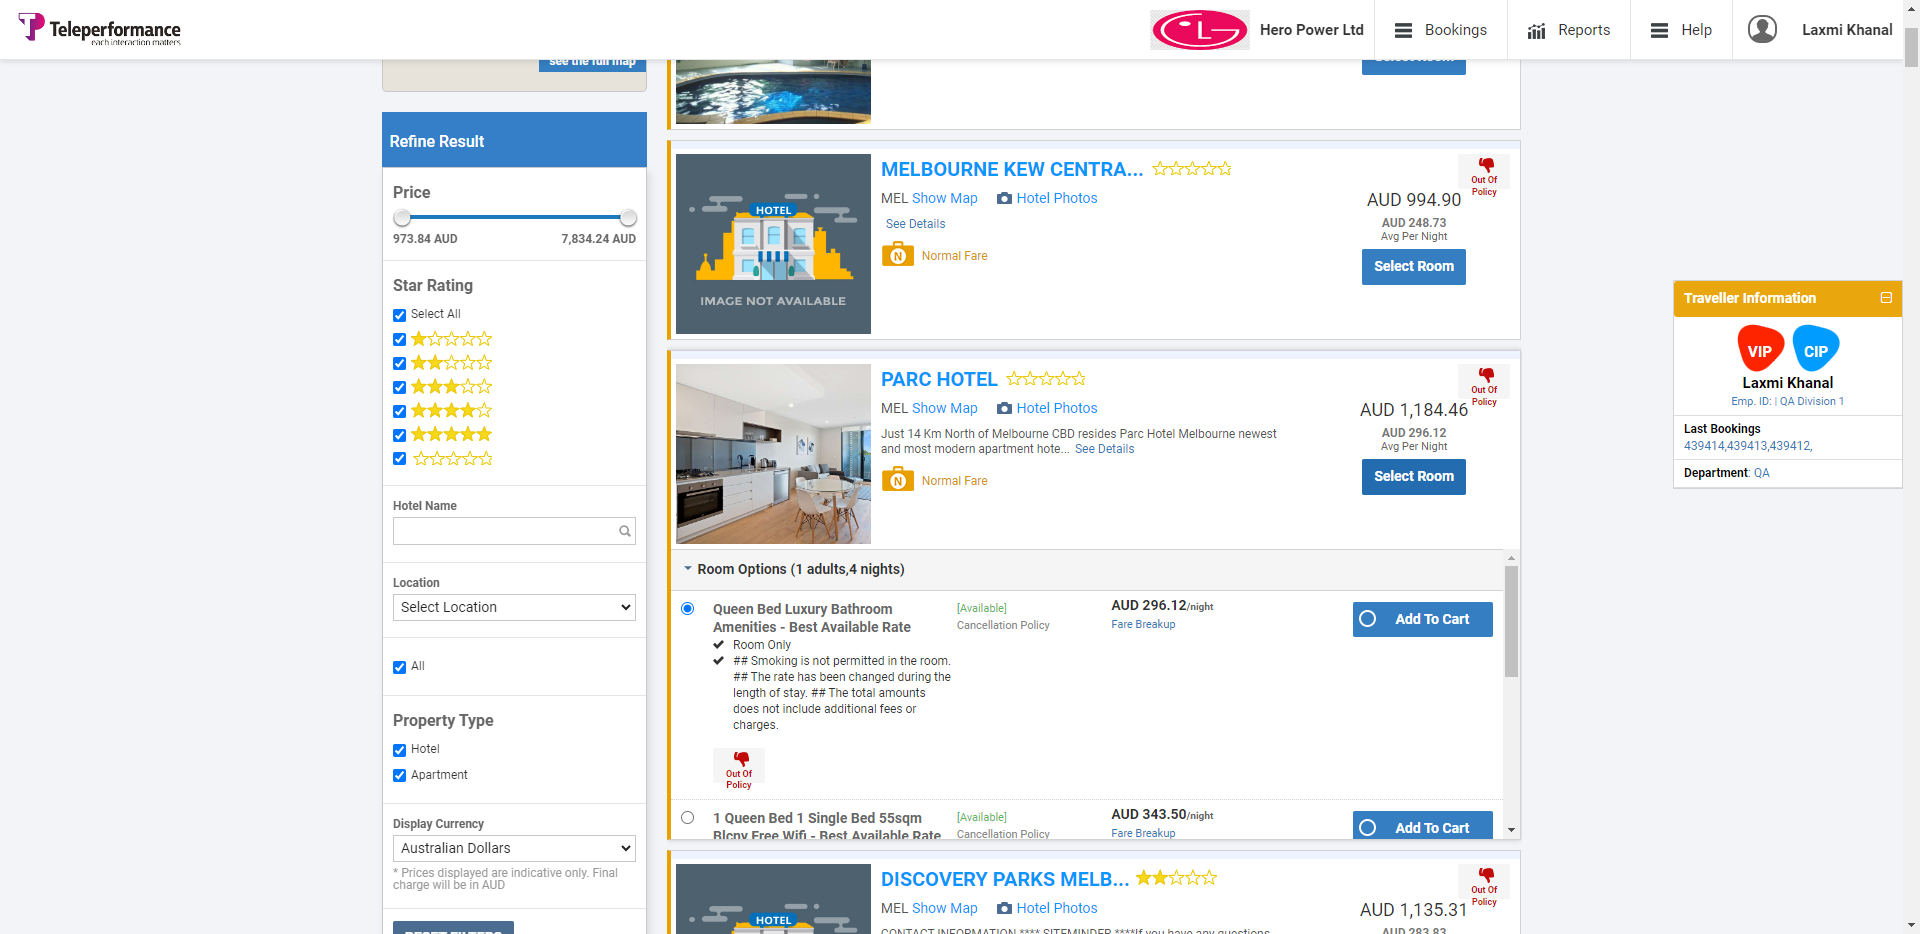 Teleperformance
each interaction matters
LG
Hero Power Ltd
Bookings
Reports
Help
Laxmi Khanal
see the full map
Refine Result
Price
973.84 AUD
7,834.24 AUD
Star Rating
Select All
Hotel Name
Location
Select Location
All
Property Type
Hotel
Apartment
Display Currency
Australian Dollars
* Prices displayed are indicative only. Final
charge will be in AUD
RESET FILTERS
Select Room
HOTEL
IMAGE NOT AVAILABLE
MELBOURNE KEW CENTRA...
MEL Show Map
Hotel Photos
See Details
N
Normal Fare
Out Of
Policy
AUD 994.90
AUD 248.73
Avg Per Night
Select Room
PARC HOTEL
MEL Show Map
Hotel Photos
Just 14 Km North of Melbourne CBD resides Parc Hotel Melbourne newest
and most modern apartment hote... See Details
N
Normal Fare
Out Of
Policy
AUD 1,184.46
AUD 296.12
Avg Per Night
Select Room
Room Options (1 adults,4 nights)
Queen Bed Luxury Bathroom
Amenities - Best Available Rate
Room Only
## Smoking is not permitted in the room.
## The rate has been changed during the
length of stay. ## The total amounts
does not include additional fees or
charges.
Out Of
Policy
[Available]
Cancellation Policy
AUD 296.12/night
Fare Breakup
Add To Cart
1 Queen Bed 1 Single Bed 55sqm
Blcny Free Wifi - Best Available Rate
[Available]
Cancellation Policy
AUD 343.50/night
Fare Breakup
Add To Cart
HOTEL
DISCOVERY PARKS MELB...
MEL Show Map
Hotel Photos
CONTACT INFORMATION **** SITEMINDER ****If you have any questions
Out Of
Policy
AUD 1,135.31
AUD 283.83
Traveller Information
VIP
CIP
Laxmi Khanal
Emp. ID: | QA Division 1
Last Bookings
439414,439413,439412,
Department: QA